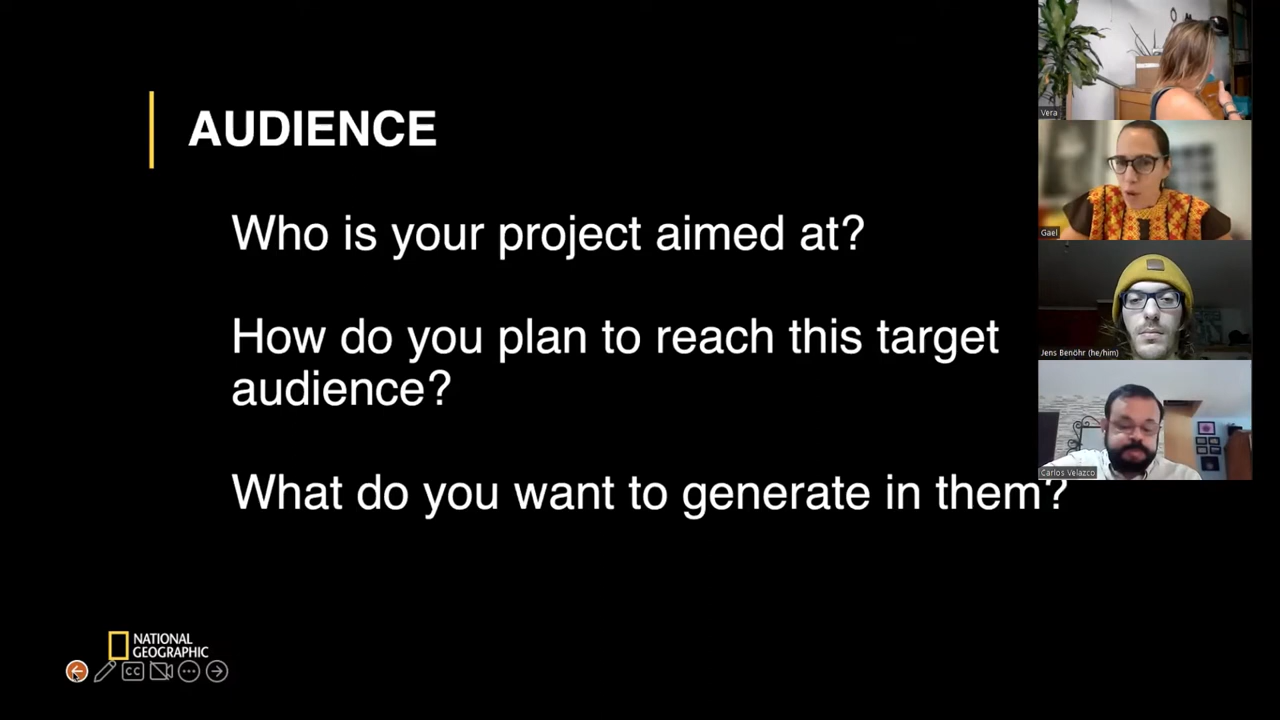 AUDIENCE
Who is your project aimed at?
How do you plan to reach this target
audience?
What do you want to generate in them?
NATIONAL
GEOGRAPHIC
CC
Vera
Gael
Jens Benöhr (he/him)
Carlos Velazco